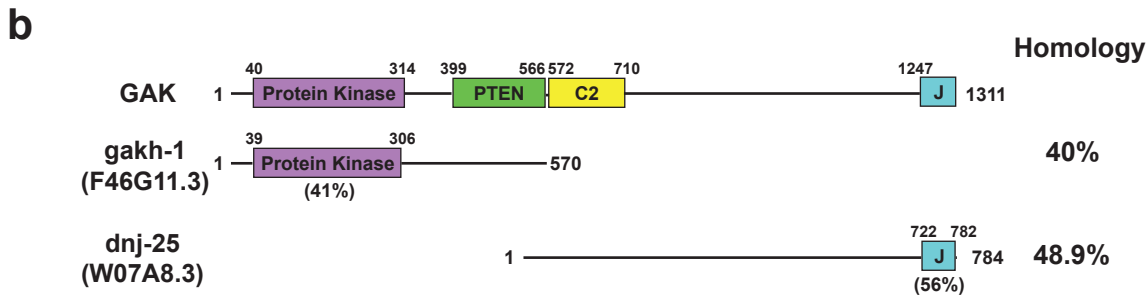 b
Homology
40 314 399 566 572 710 1247
GAK 1 Protein Kinase PTEN C2 J 1311
39 306
gakh-1 1 Protein Kinase 570 40%
(F46G11.3)
(41%)
722 782
dnj-25 1 J 784 48.9%
(W07A8.3)
(56%)